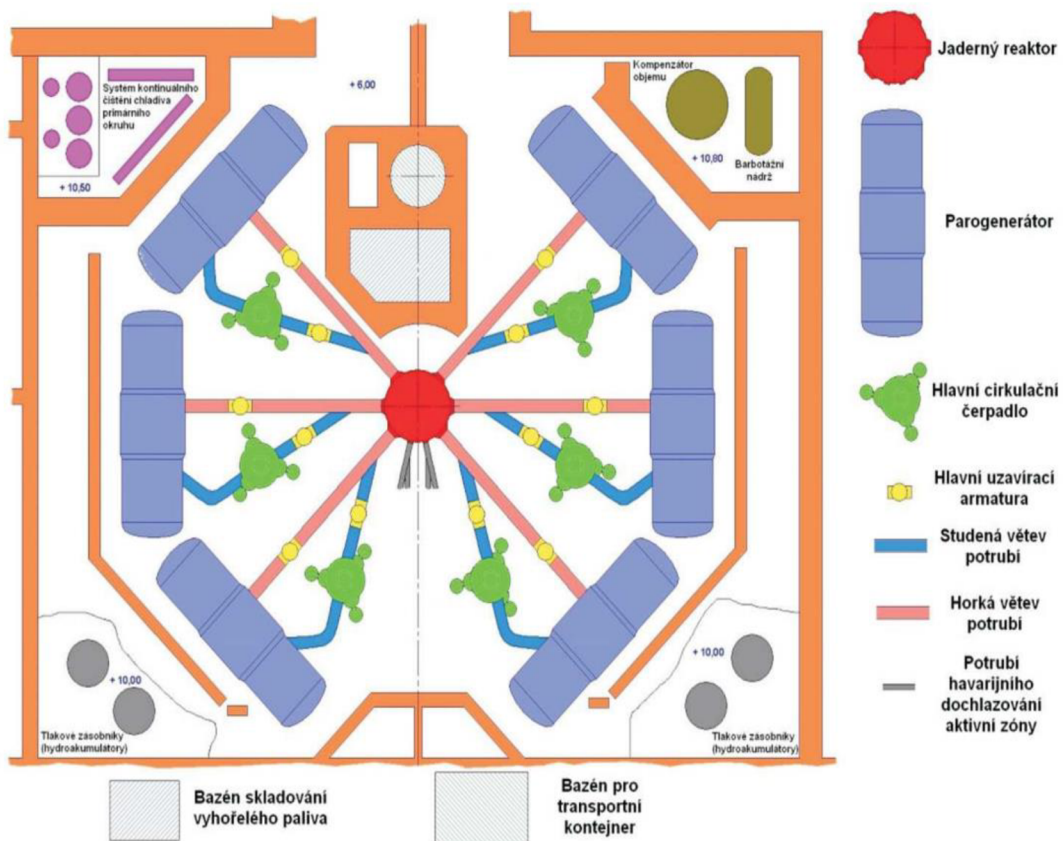 System kontinualního
čištění chladiva
primárního
okruhu
+ 10,50
+ 6,00
Kompenzátor
objemu
+ 10,80
Barbotážní
nádrž
+ 10,00
Tlakové zásobníky
(hydroakumulátory)
+ 10,00
Tlakové zásobníky
(hydroakumulátory)
Jaderný reaktor
Parogenerátor
Hlavní cirkulační
čerpadlo
Hlavní uzavírací
armatura
Studená větev
potrubí
Horká větev
potrubí
Potrubí
havarijního
dochlazování
aktivní zóny
Bazén skladování
vyhořelého paliva
Bazén pro
transportní
kontejner